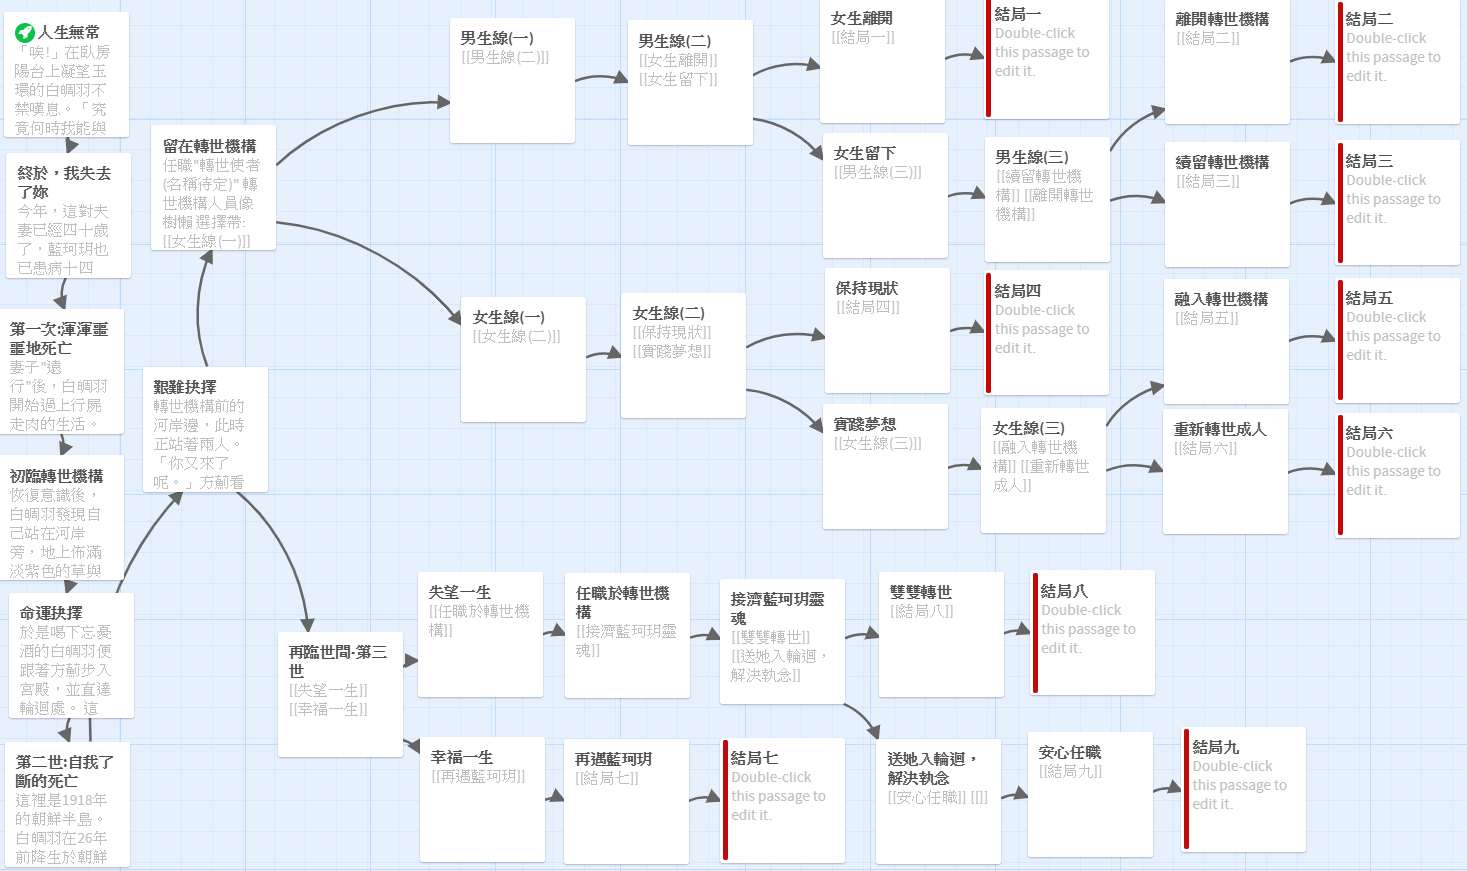 人生無常
「唉!」在臥房
陽台上凝望玉
環的白啁羽不
禁嘆息。「究
竟何時我能與
終於，我失去
了妳
今年，這對夫
妻已經四十歲
了，藍珂玥也
已患病十四
第一次:渾渾噩
噩地死亡
妻子"遠
行"後，白啁羽
開始過上行屍
走肉的生活。
初臨轉世機構
恢復意識後，
白啁羽發現自
己站在河岸
旁，地上佈滿
淡紫色的草與
命運抉擇
於是喝下忘憂
酒的白啁羽便
跟著方薊步入
宮殿，並直達
輪迴處。 這
第二世:自我了
斷的死亡
這裡是1918年
的朝鮮半島。
白啁羽在26年
前降生於朝鮮
留在轉世機構
任職"轉世使者
(名稱待定)" 轉
世機構人員像
樹懶 選擇帶:
[[女生線(一)]]
艱難抉擇
轉世機構前的
河岸邊，此時
正站著兩人。
「你又來了
呢。」方薊看
再臨世間-第三
世
[[失望一生]]
[[幸福一生]]
男生線(一)
[[男生線(二)]]
男生線(二)
[[女生離開]]
[[女生留下]]
女生離開
[[結局一]]
結局一
Double-click
this passage to
edit it.
離開轉世機構
[[結局二]]
結局二
Double-click
this passage to
edit it.
女生留下
[[男生線(三)]]
男生線(三)
[[續留轉世機
構]] [[離開轉世
機構]]
續留轉世機構
[[結局三]]
結局三
Double-click
this passage to
edit it.
女生線(一)
[[女生線(二)]]
女生線(二)
[[保持現狀]]
[[實踐夢想]]
保持現狀
[[結局四]]
結局四
Double-click
this passage to
edit it.
融入轉世機構
[[結局五]]
結局五
Double-click
this passage to
edit it.
實踐夢想
[[女生線(三)]]
女生線(三)
[[融入轉世機
構]] [[重新轉世
成人]]
重新轉世成人
[[結局六]]
結局六
Double-click
this passage to
edit it.
失望一生
[[任職於轉世機
構]]
任職於轉世機
構
[[接濟藍珂玥靈
魂]]
接濟藍珂玥靈
魂
[[雙雙轉世]]
[[送她入輪迴，
解決執念]]
雙雙轉世
[[結局八]]
結局八
Double-click
this passage to
edit it.
幸福一生
[[再遇藍珂玥]]
再遇藍珂玥
[[結局七]]
結局七
Double-click
this passage to
edit it.
送她入輪迴，
解決執念
[[安心任職]] [[]]
安心任職
[[結局九]]
結局九
Double-click
this passage to
edit it.